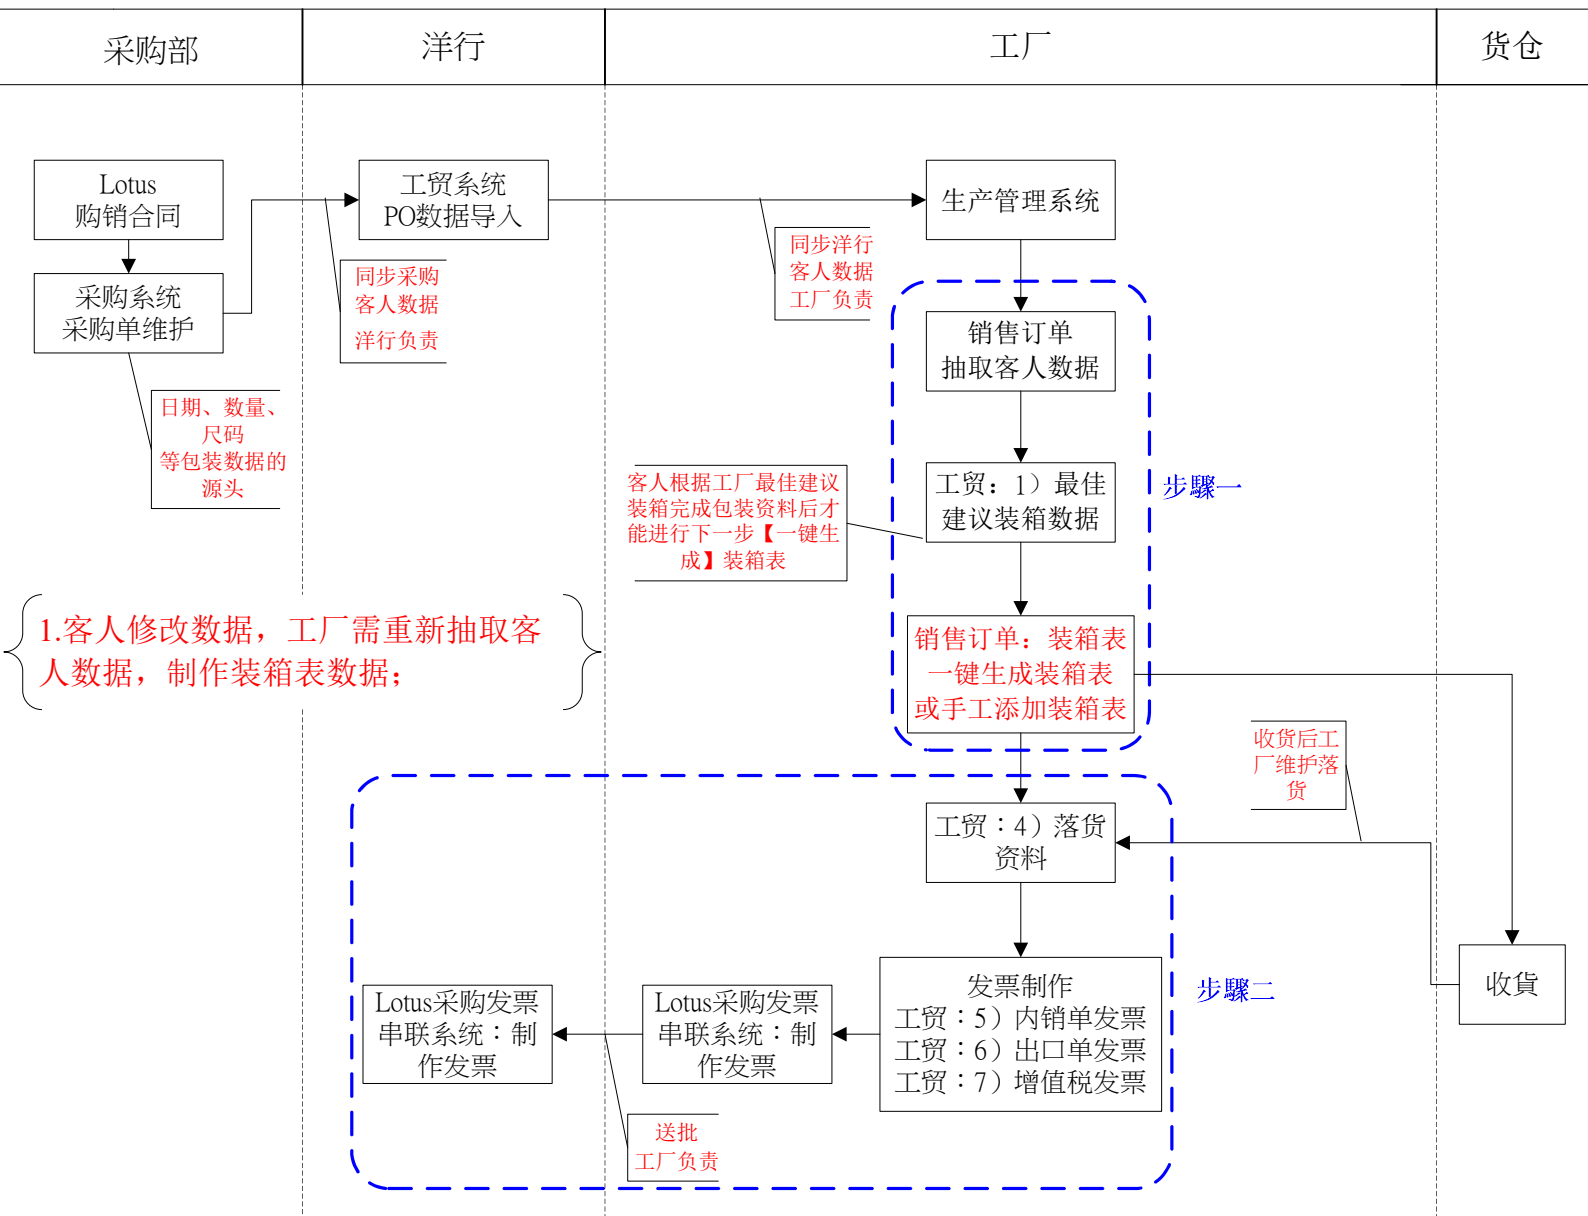 采购部
洋行
工厂
货仓
Lotus
购销合同
工贸系统
PO数据导入
生产管理系统
同步洋行
客人数据
工厂负责
同步采购
客人数据
洋行负责
采购系统
采购单维护
销售订单
抽取客人数据
日期、数量、
尺码
等包装数据的
源头
客人根据工厂最佳建议
装箱完成包装资料后才
能进行下一步【一键生
成】装箱表
工贸：1）最佳
建议装箱数据
步驟一
1.客人修改数据，工厂需重新抽取客
人数据，制作装箱表数据；
销售订单：装箱表
一键生成装箱表
或手工添加装箱表
收货后工
厂维护落
货
工贸：4）落货
资料
Lotus采购发票
串联系统：制
作发票
Lotus采购发票
串联系统：制
作发票
发票制作
工贸：5）内销单发票
工贸：6）出口单发票
工贸：7）增值税发票
步驟二
收貨
送批
工厂负责